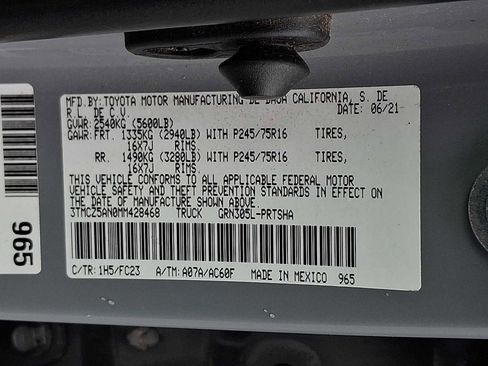 MFD.BY: TOYOTA MOTOR MANUFACTURING DE BAJA CALIFORNIA, S. DE
R.L. DE C.V. DATE: 06/21
GVWR: 2540KG (5600LB)
GAWR: FRT. 1335KG (2940LB) WITH P245/75R16 TIRES,
16X7J RIMS.
RR. 1490KG (3280LB) WITH P245/75R16 TIRES,
16X7J RIMS.
THIS VEHICLE CONFORMS TO ALL APPLICABLE FEDERAL MOTOR
VEHICLE SAFETY AND THEFT PREVENTION STANDARDS IN EFFECT ON
THE DATE OF MANUFACTURE SHOWN ABOVE.
3TMCZ5AN0MM428468 TRUCK GRN305L-PRTSHA
C/TR: 1H5/FC23 A/TM: A07A/AC60F MADE IN MEXICO 965
965